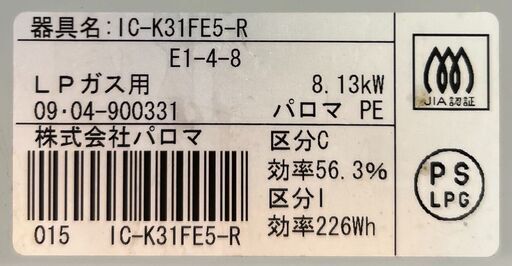 器具名:IC-K31FE5-R
E1-4-8
LPガス用 8.13kW
09・04-900331 パロマ PE
株式会社パロマ 区分C
効率56.3%
区分I
効率226Wh
015 IC-K31FE5-R
JIA認証
PS
LPG